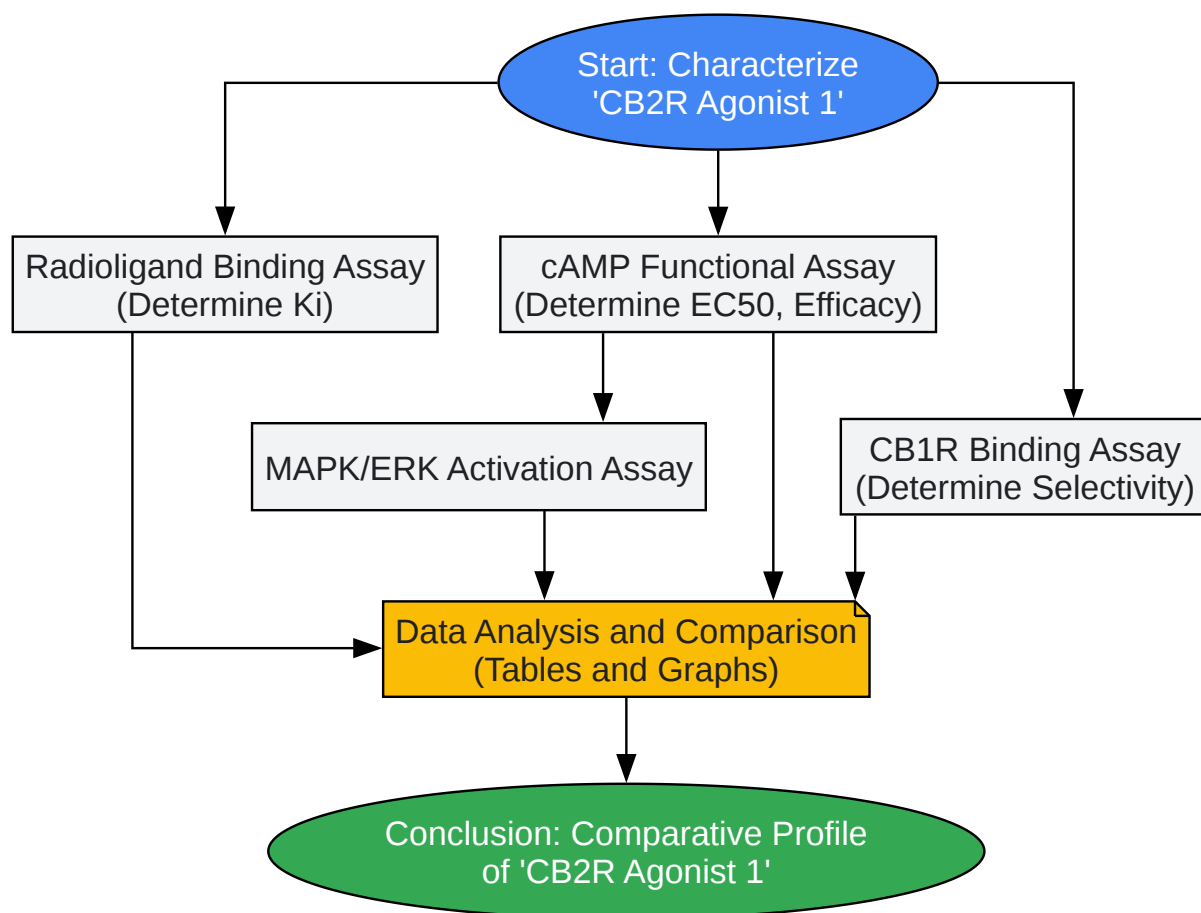 Start: Characterize
'CB2R Agonist 1'
Radioligand Binding Assay
(Determine Ki)
cAMP Functional Assay
(Determine EC50, Efficacy)
MAPK/ERK Activation Assay
CB1R Binding Assay
(Determine Selectivity)
Data Analysis and Comparison
(Tables and Graphs)
Conclusion: Comparative Profile
of 'CB2R Agonist 1'